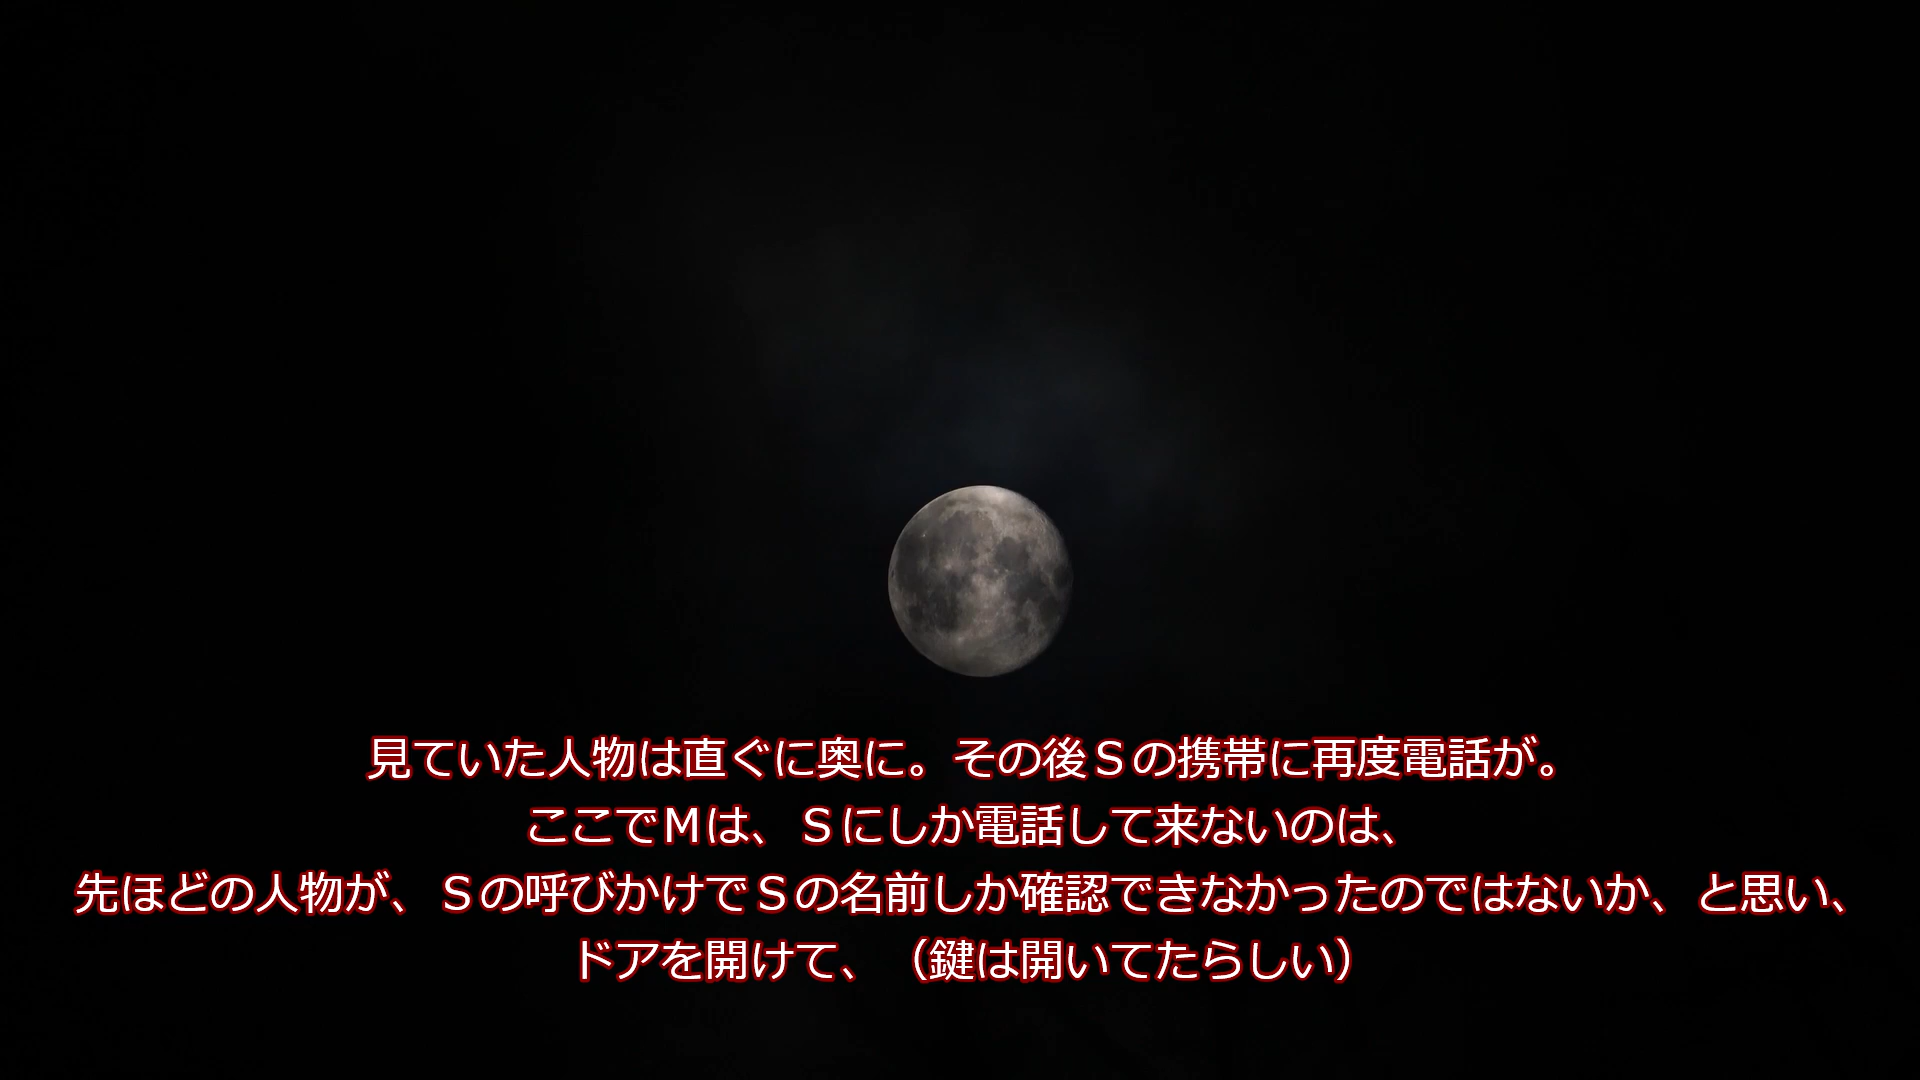 見ていた人物は直ぐに奥に。その後Ｓの携帯に再度電話が。
ここでＭは、Ｓにしか電話して来ないのは、
先ほどの人物が、Ｓの呼びかけでＳの名前しか確認できなかったのではないか、と思い、
ドアを開けて、（鍵は開いてたらしい）